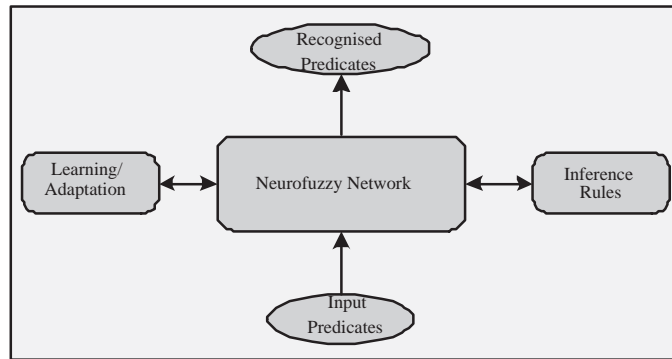 Recognised
Predicates
Learning/
Adaptation
Neurofuzzy Network
Inference
Rules
Input
Predicates